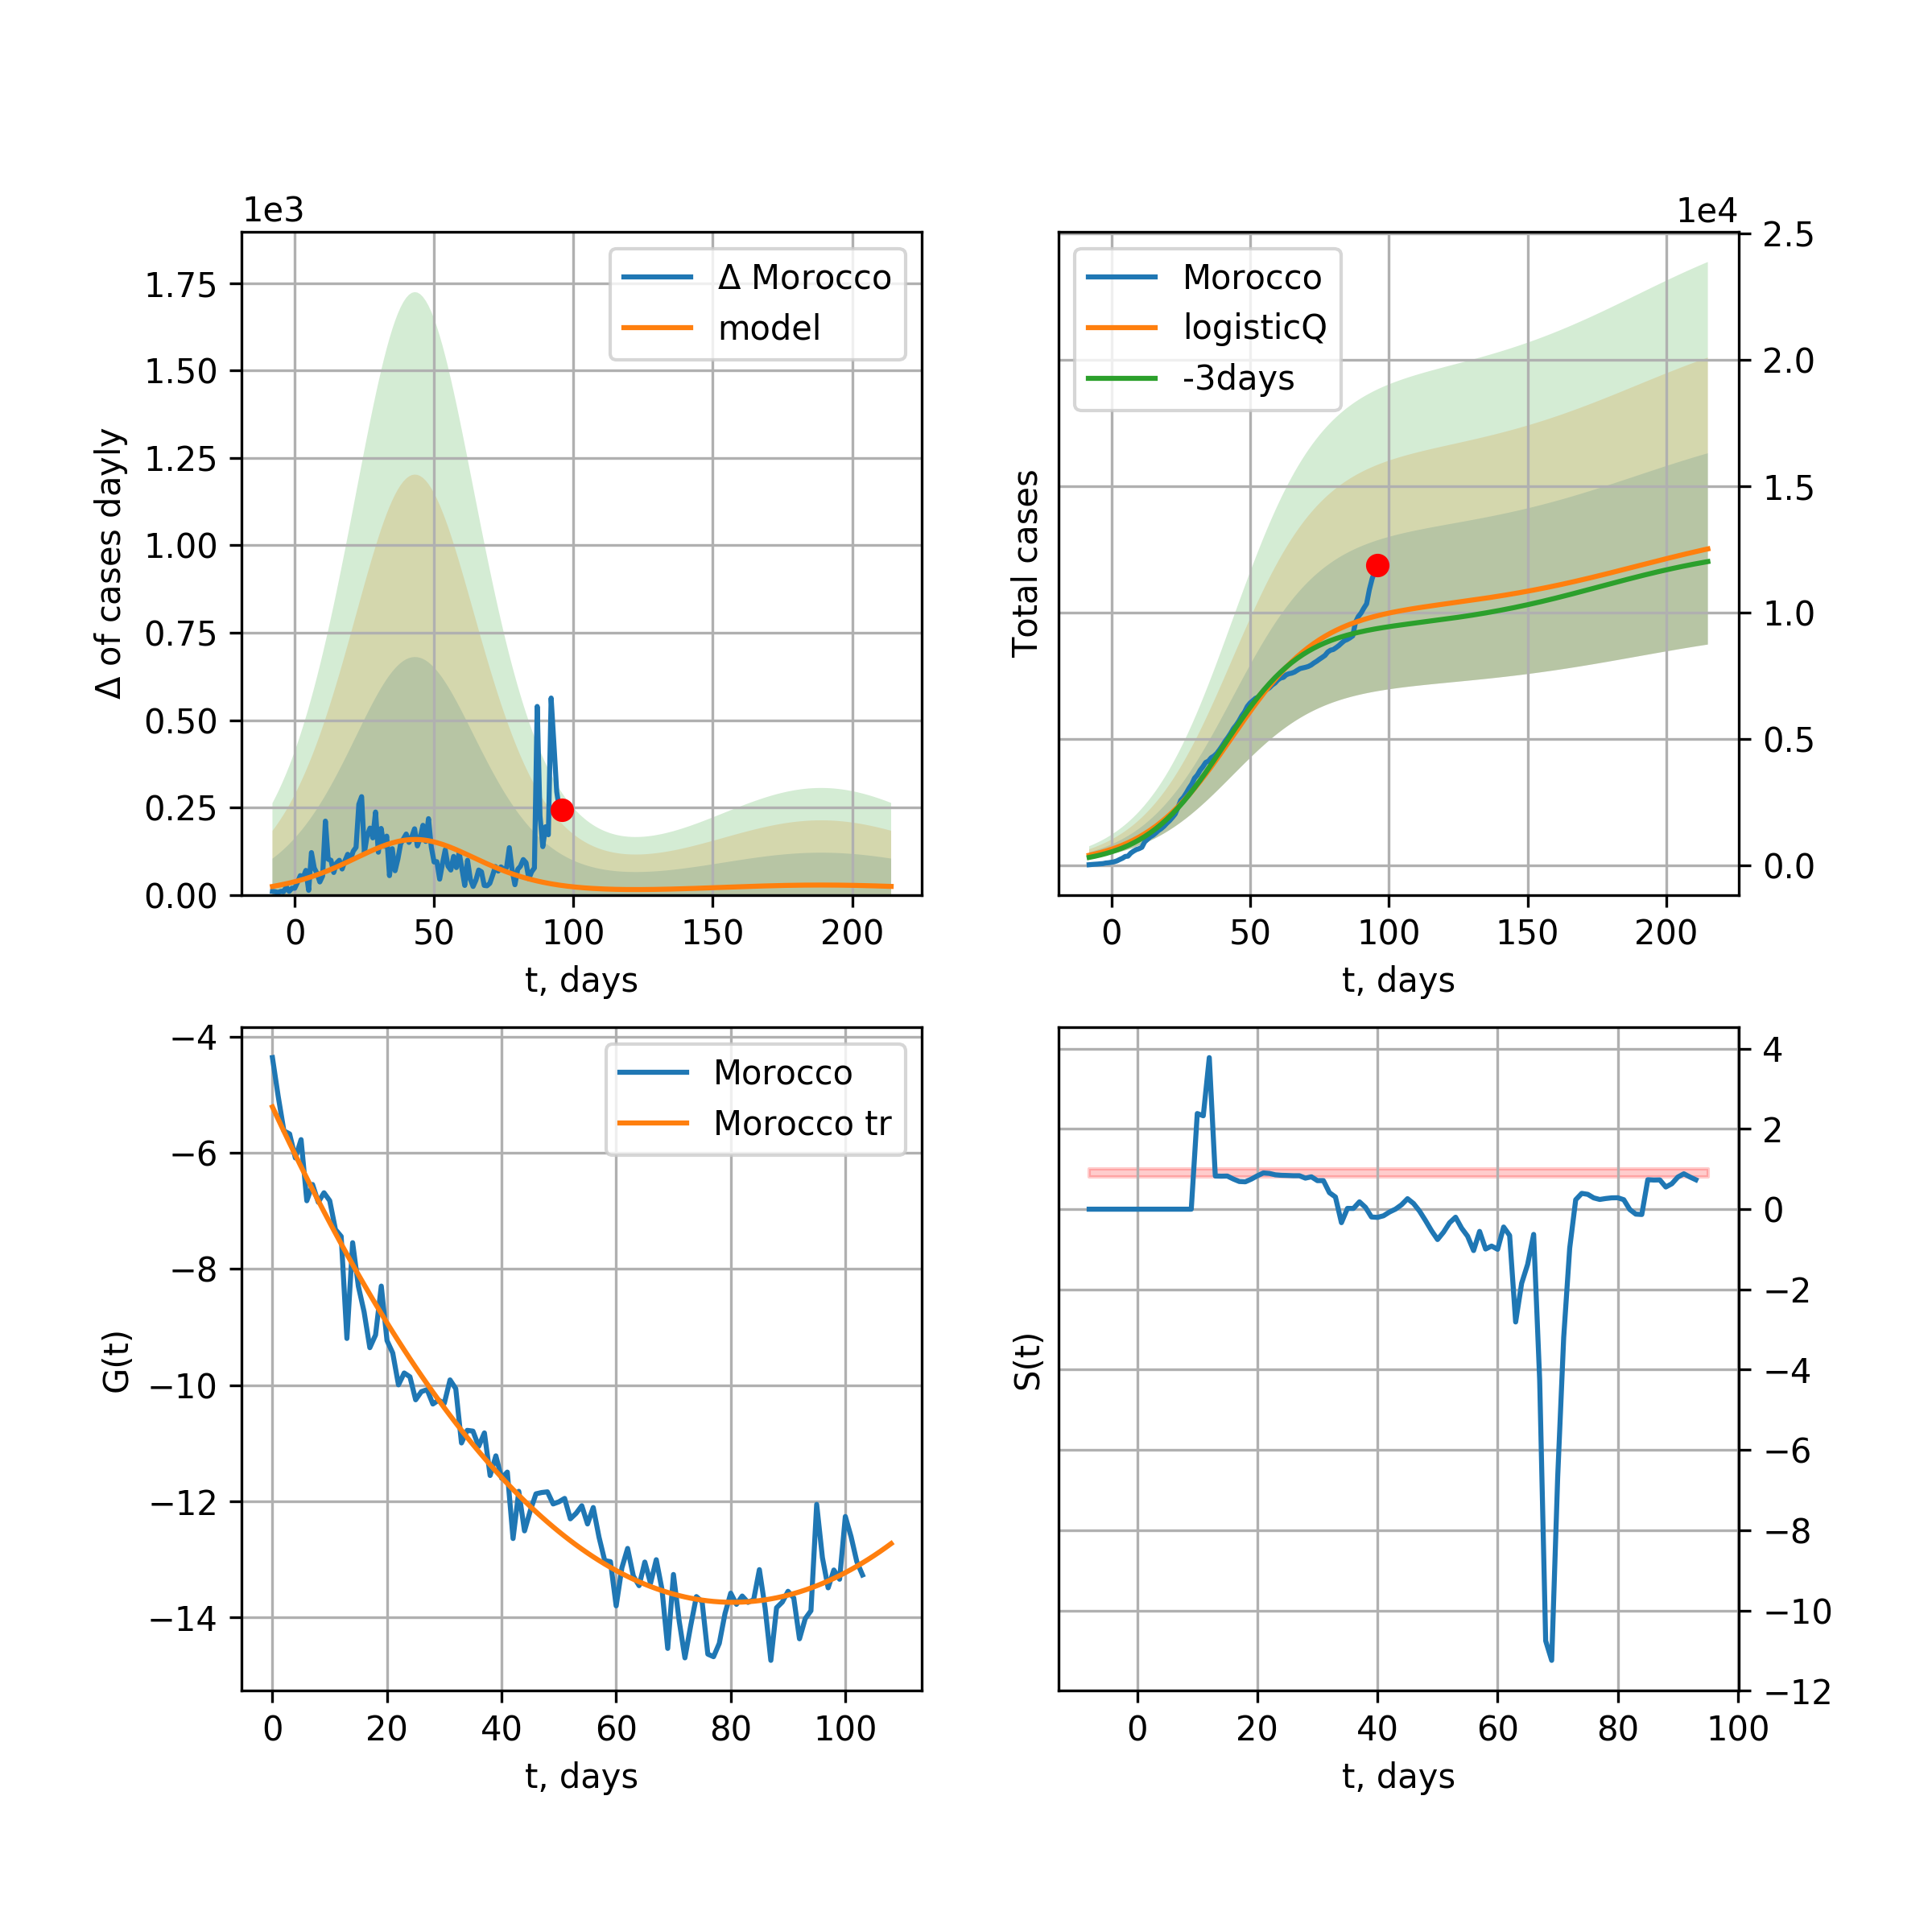 1e3
1.75
1.50
1.25
1.00
0.75
0.50
0.25
0.00
Δ of cases dayly
Δ Morocco
model
0 50 100 150 200
t, days
1e4
2.5
2.0
1.5
1.0
0.5
0.0
Total cases
Morocco
logisticQ
-3days
0 50 100 150 200
t, days
−4
−6
−8
−10
−12
−14
G(t)
Morocco
Morocco tr
0 20 40 60 80 100
t, days
4
2
0
−2
−4
−6
−8
−10
−12
S(t)
0 20 40 60 80 100
t, days